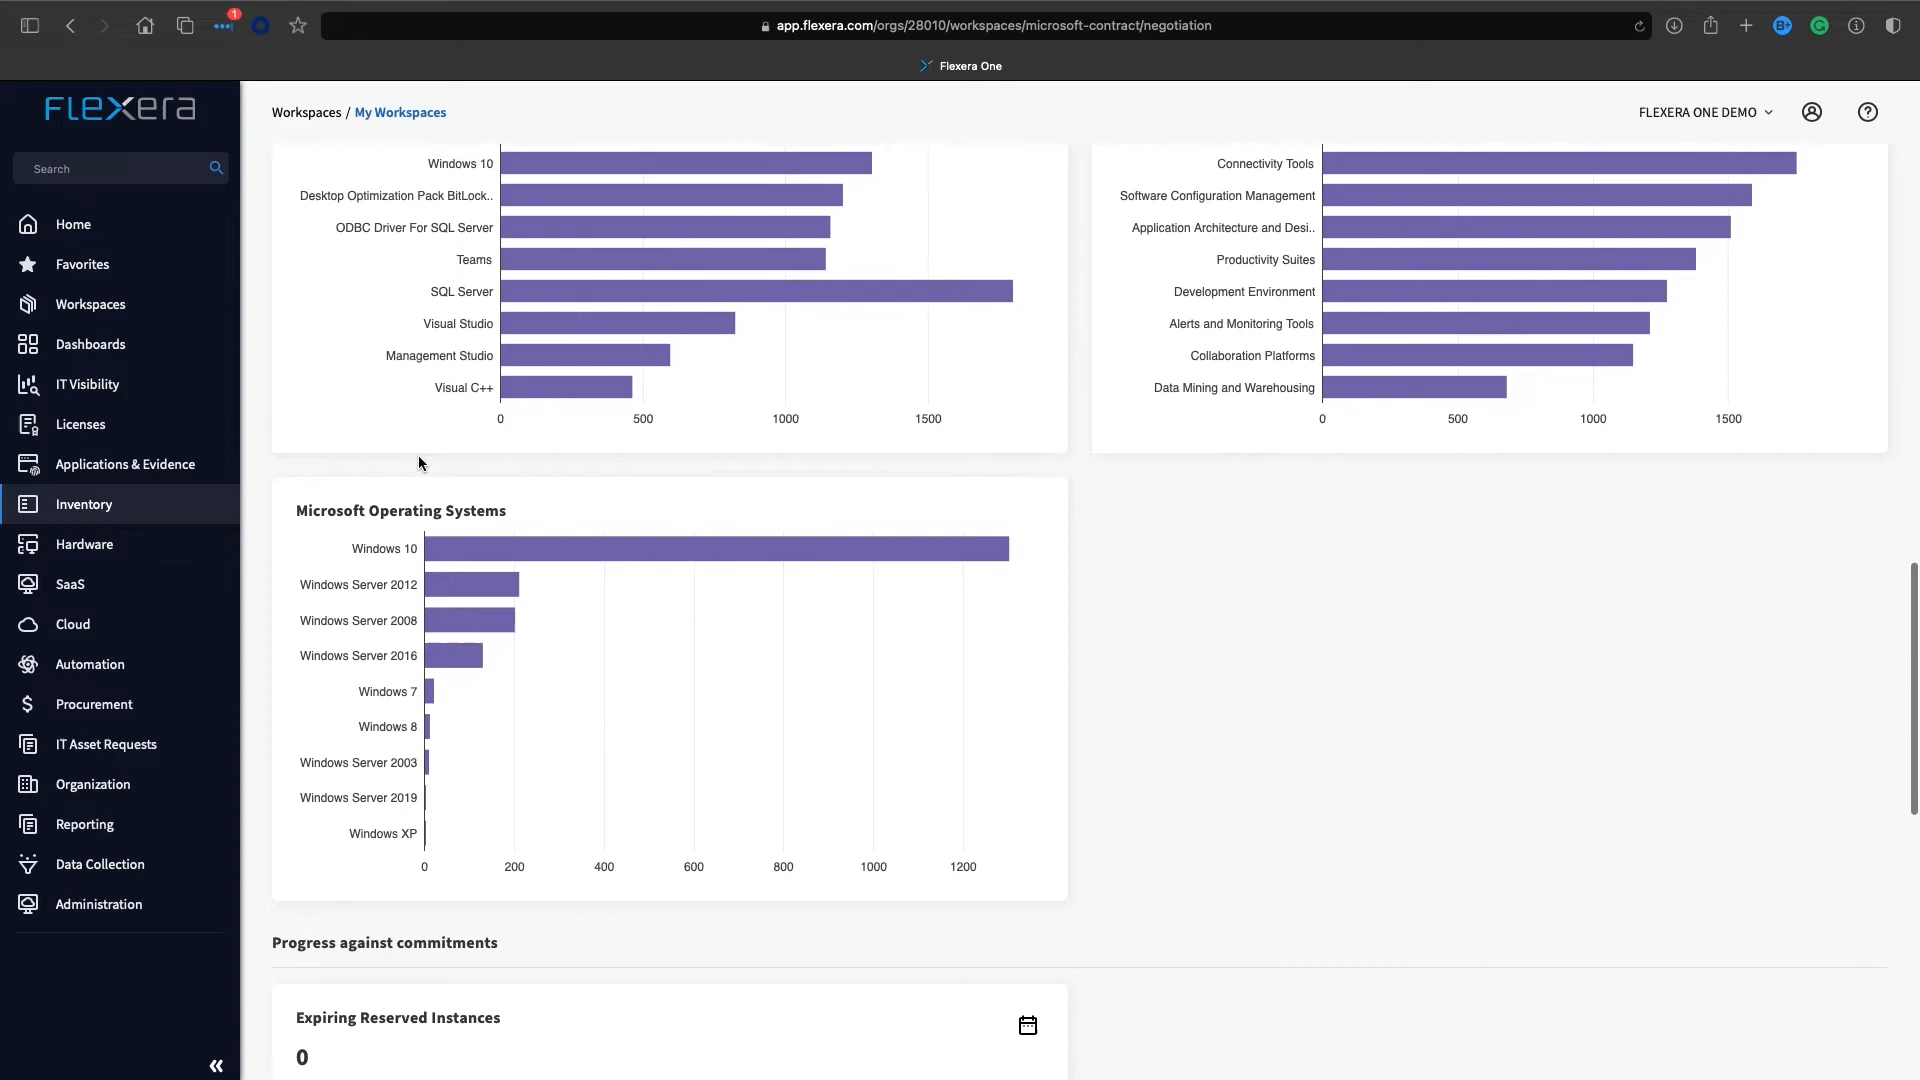 1
app.flexera.com/orgs/28010/workspaces/microsoft-contract/negotiation
B+
G
Flexera One
FLEXERA
Workspaces / My Workspaces
FLEXERA ONE DEMO
Search
Home
Favorites
Workspaces
Dashboards
IT Visibility
Licenses
Applications & Evidence
Inventory
Hardware
SaaS
Cloud
Automation
Procurement
IT Asset Requests
Organization
Reporting
Data Collection
Administration
Windows 10
Desktop Optimization Pack BitLock..
ODBC Driver For SQL Server
Teams
SQL Server
Visual Studio
Management Studio
Visual C++
0 500 1000 1500
Connectivity Tools
Software Configuration Management
Application Architecture and Desi..
Productivity Suites
Development Environment
Alerts and Monitoring Tools
Collaboration Platforms
Data Mining and Warehousing
0 500 1000 1500
Microsoft Operating Systems
Windows 10
Windows Server 2012
Windows Server 2008
Windows Server 2016
Windows 7
Windows 8
Windows Server 2003
Windows Server 2019
Windows XP
0 200 400 600 800 1000 1200
Progress against commitments
Expiring Reserved Instances
0